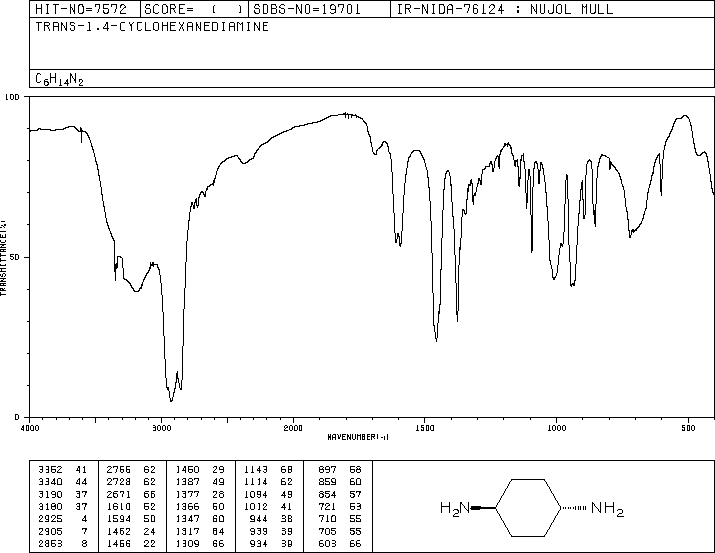 HIT-NO=7572 SCORE= ( ) SDBS-NO=19701 IR-NIDA-76124 : NUJOL MULL
TRANS-1.4-CYCLOHEXANEDIAMINE
C6H14N2
100
TRANSMITTANCE(%)
50
0
4000 3000 2000 1500 1000 500
WAVENUMBER(-1)
3352 41 2755 62 1460 29 1143 68 897 58
3340 44 2728 62 1387 49 1114 62 859 60
3190 37 2671 66 1377 28 1094 49 854 57
3180 37 1610 52 1366 60 1012 41 721 53
2925 4 1594 50 1347 60 944 38 710 55
2905 7 1462 24 1317 64 939 39 705 55
2853 8 1456 22 1309 66 934 39 603 66
H2N NH2